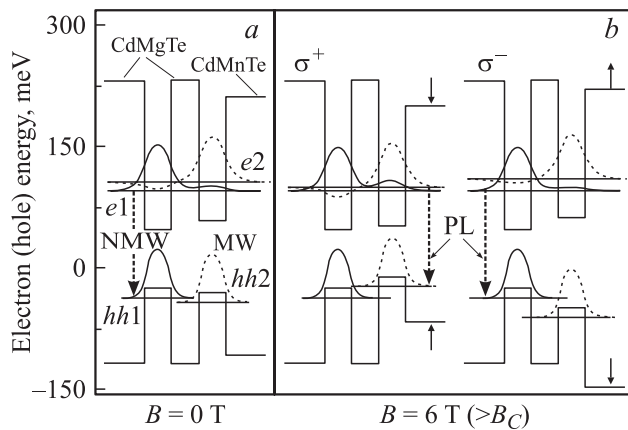 300
150
0
−150
Electron (hole) energy, meV
a
CdMgTe
CdMnTe
e2
e1
NMW
MW
hh2
hh1
B = 0 T
b
σ+
σ−
PL
B = 6 T (>BC)